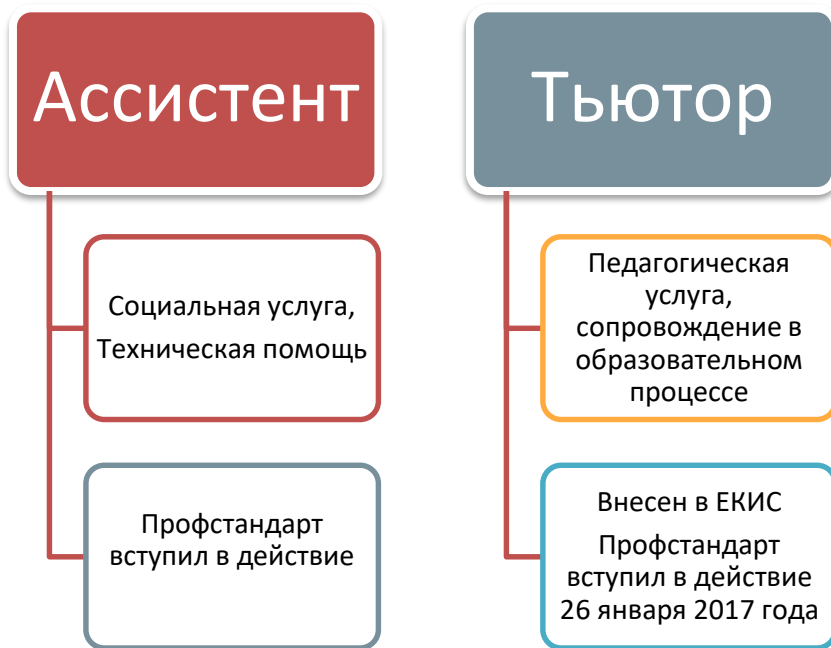 Ассистент
Социальная услуга,
Техническая помощь
Профстандарт
вступил в действие
Тьютор
Педагогическая
услуга,
сопровождение в
образовательном
процессе
Внесен в ЕКИС
Профстандарт
вступил в действие
26 января 2017 года